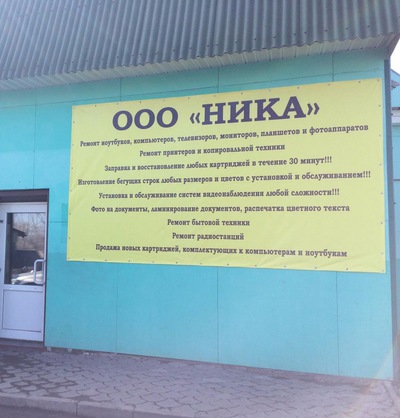 ООО «НИКА»
Ремонт ноутбуков, компьютеров, телевизоров, мониторов, планшетов и фотоаппаратов
Ремонт принтеров и копировальной техники
Заправка и восстановление любых картриджей в течение 30 минут!!!
Изготовление бегущих строк любых размеров и цветов с установкой и обслуживанием!!!
Установка и обслуживание систем видеонаблюдения любой сложности!!!
Фото на документы, ламинирование документов, распечатка цветного текста
Ремонт бытовой техники
Ремонт радиостанций
Продажа новых картриджей, комплектующих к компьютерам и ноутбукам